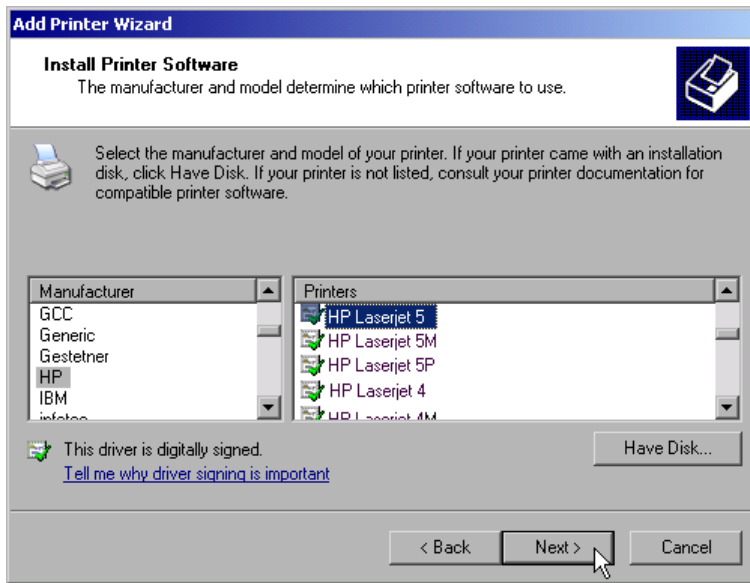 Add Printer Wizard
Install Printer Software
The manufacturer and model determine which printer software to use.
Select the manufacturer and model of your printer. If your printer came with an installation
disk, click Have Disk. If your printer is not listed, consult your printer documentation for
compatible printer software.
Manufacturer
GCC
Generic
Gestetner
HP
IBM
infotec
Printers
HP Laserjet 5
HP Laserjet 5M
HP Laserjet 5P
HP Laserjet 4
HP Laserjet 4M
This driver is digitally signed.
Tell me why driver signing is important
Have Disk...
< Back
Next >
Cancel